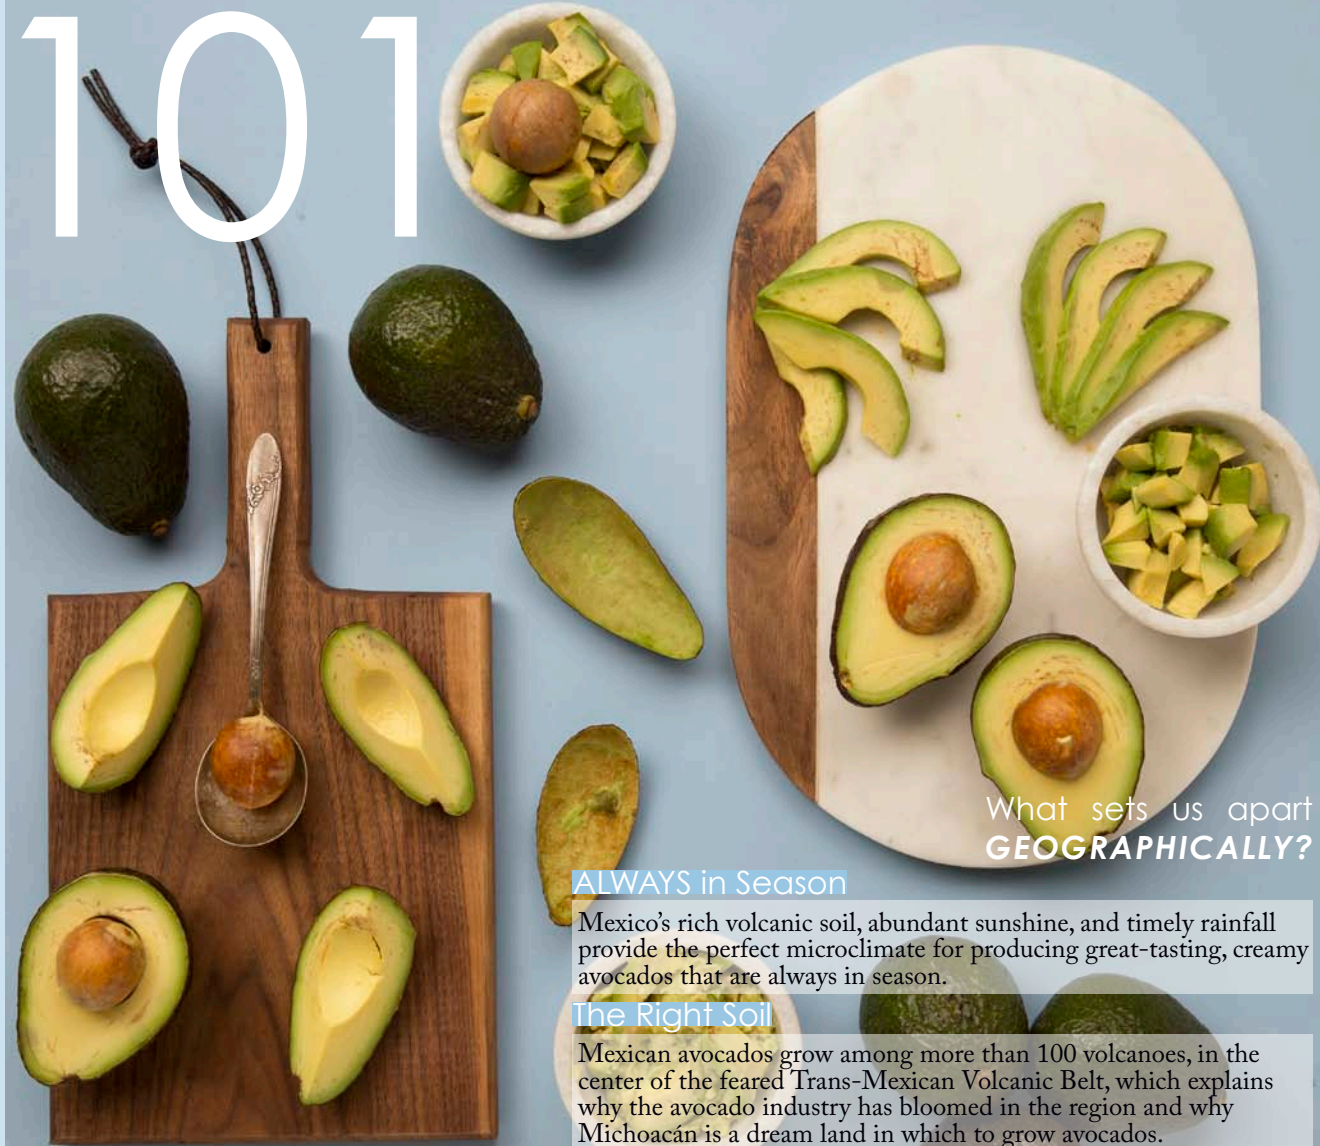 101
What sets us apart
GEOGRAPHICALLY?
ALWAYS in Season
Mexico’s rich volcanic soil, abundant sunshine, and timely rainfall
provide the perfect microclimate for producing great-tasting, creamy
avocados that are always in season.
The Right Soil
Mexican avocados grow among more than 100 volcanoes, in the
center of the feared Trans-Mexican Volcanic Belt, which explains
why the avocado industry has bloomed in the region and why
Michoacán is a dream land in which to grow avocados.